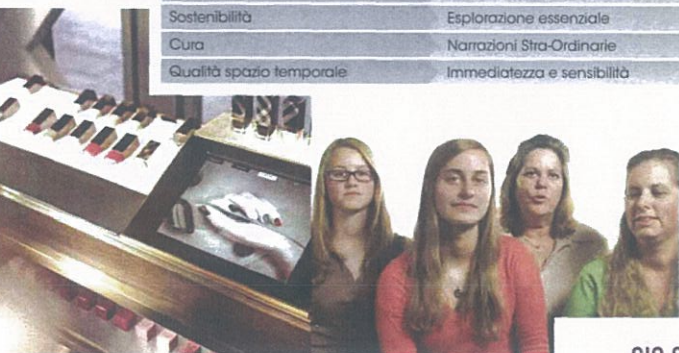 Sostenibilità Esplorazione essenziale
Cura Narrazioni Stra-Ordinarie
Qualità spazio temporale Immediatezza e sensibilità